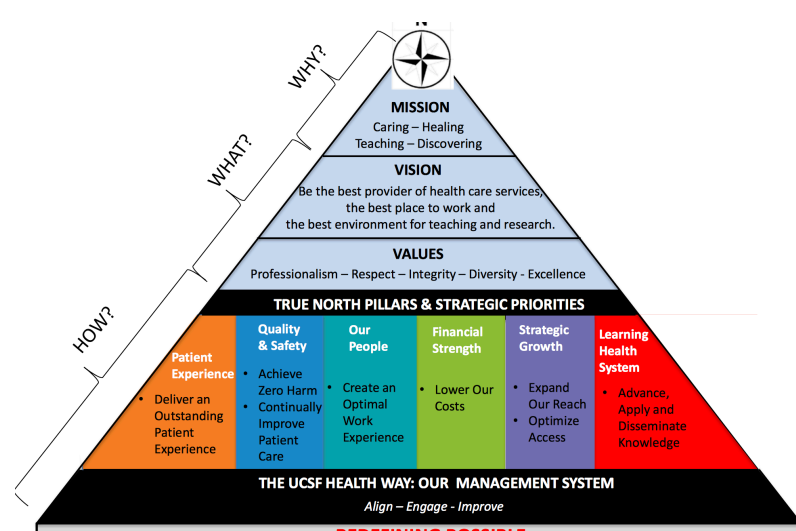 N
WHY?
MISSION
Caring – Healing
Teaching – Discovering
WHAT?
VISION
Be the best provider of health care services,
the best place to work and
the best environment for teaching and research.
VALUES
Professionalism – Respect – Integrity – Diversity - Excellence
HOW?
TRUE NORTH PILLARS & STRATEGIC PRIORITIES
Patient
Experience
• Deliver an
Outstanding
Patient
Experience
Quality
& Safety
• Achieve
Zero Harm
• Continually
Improve
Patient
Care
Our
People
• Create an
Optimal
Work
Experience
Financial
Strength
• Lower Our
Costs
Strategic
Growth
• Expand
Our Reach
• Optimize
Access
Learning
Health
System
• Advance,
Apply and
Disseminate
Knowledge
THE UCSF HEALTH WAY: OUR MANAGEMENT SYSTEM
Align – Engage - Improve
REDEFINING POSSIBLE